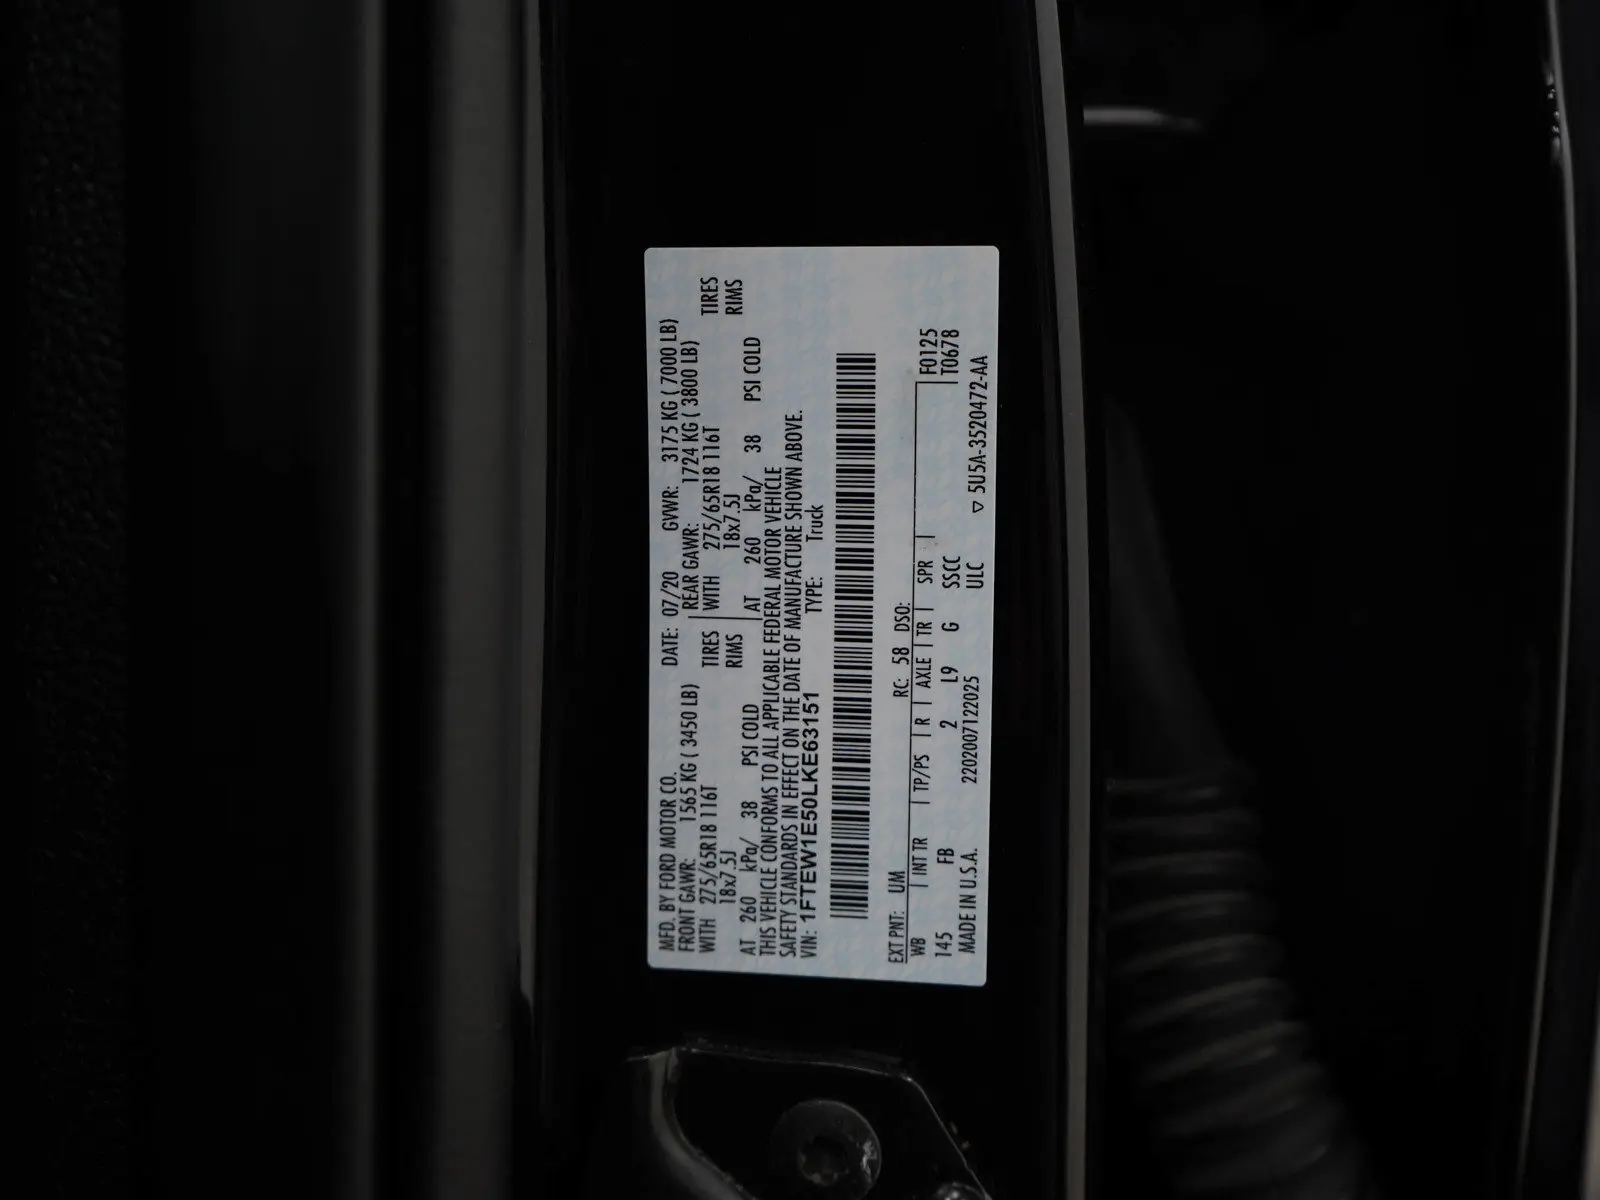 MFD. BY FORD MOTOR CO.
DATE: 07/20 GVWR: 3175 KG ( 7000 LB)
FRONT GAWR: 1565 KG ( 3450 LB)
REAR GAWR: 1724 KG ( 3800 LB)
WITH 275/65R18 116T TIRES WITH 275/65R18 116T TIRES
18x7.5J RIMS 18x7.5J RIMS
AT 260 kPa/ 38 PSI COLD AT 260 kPa/ 38 PSI COLD
THIS VEHICLE CONFORMS TO ALL APPLICABLE FEDERAL MOTOR VEHICLE
SAFETY STANDARDS IN EFFECT ON THE DATE OF MANUFACTURE SHOWN ABOVE.
VIN: 1FTEW1E50LKE63151 TYPE: Truck
EXT PNT: UM RC: 58 DSO: F0125
WB INT TR TP/PS R AXLE TR SPR T0678
145 FB 2 L9 G SSCC
MADE IN U.S.A. 2202007122025 ULC ▽ 5U5A-3520472-AA